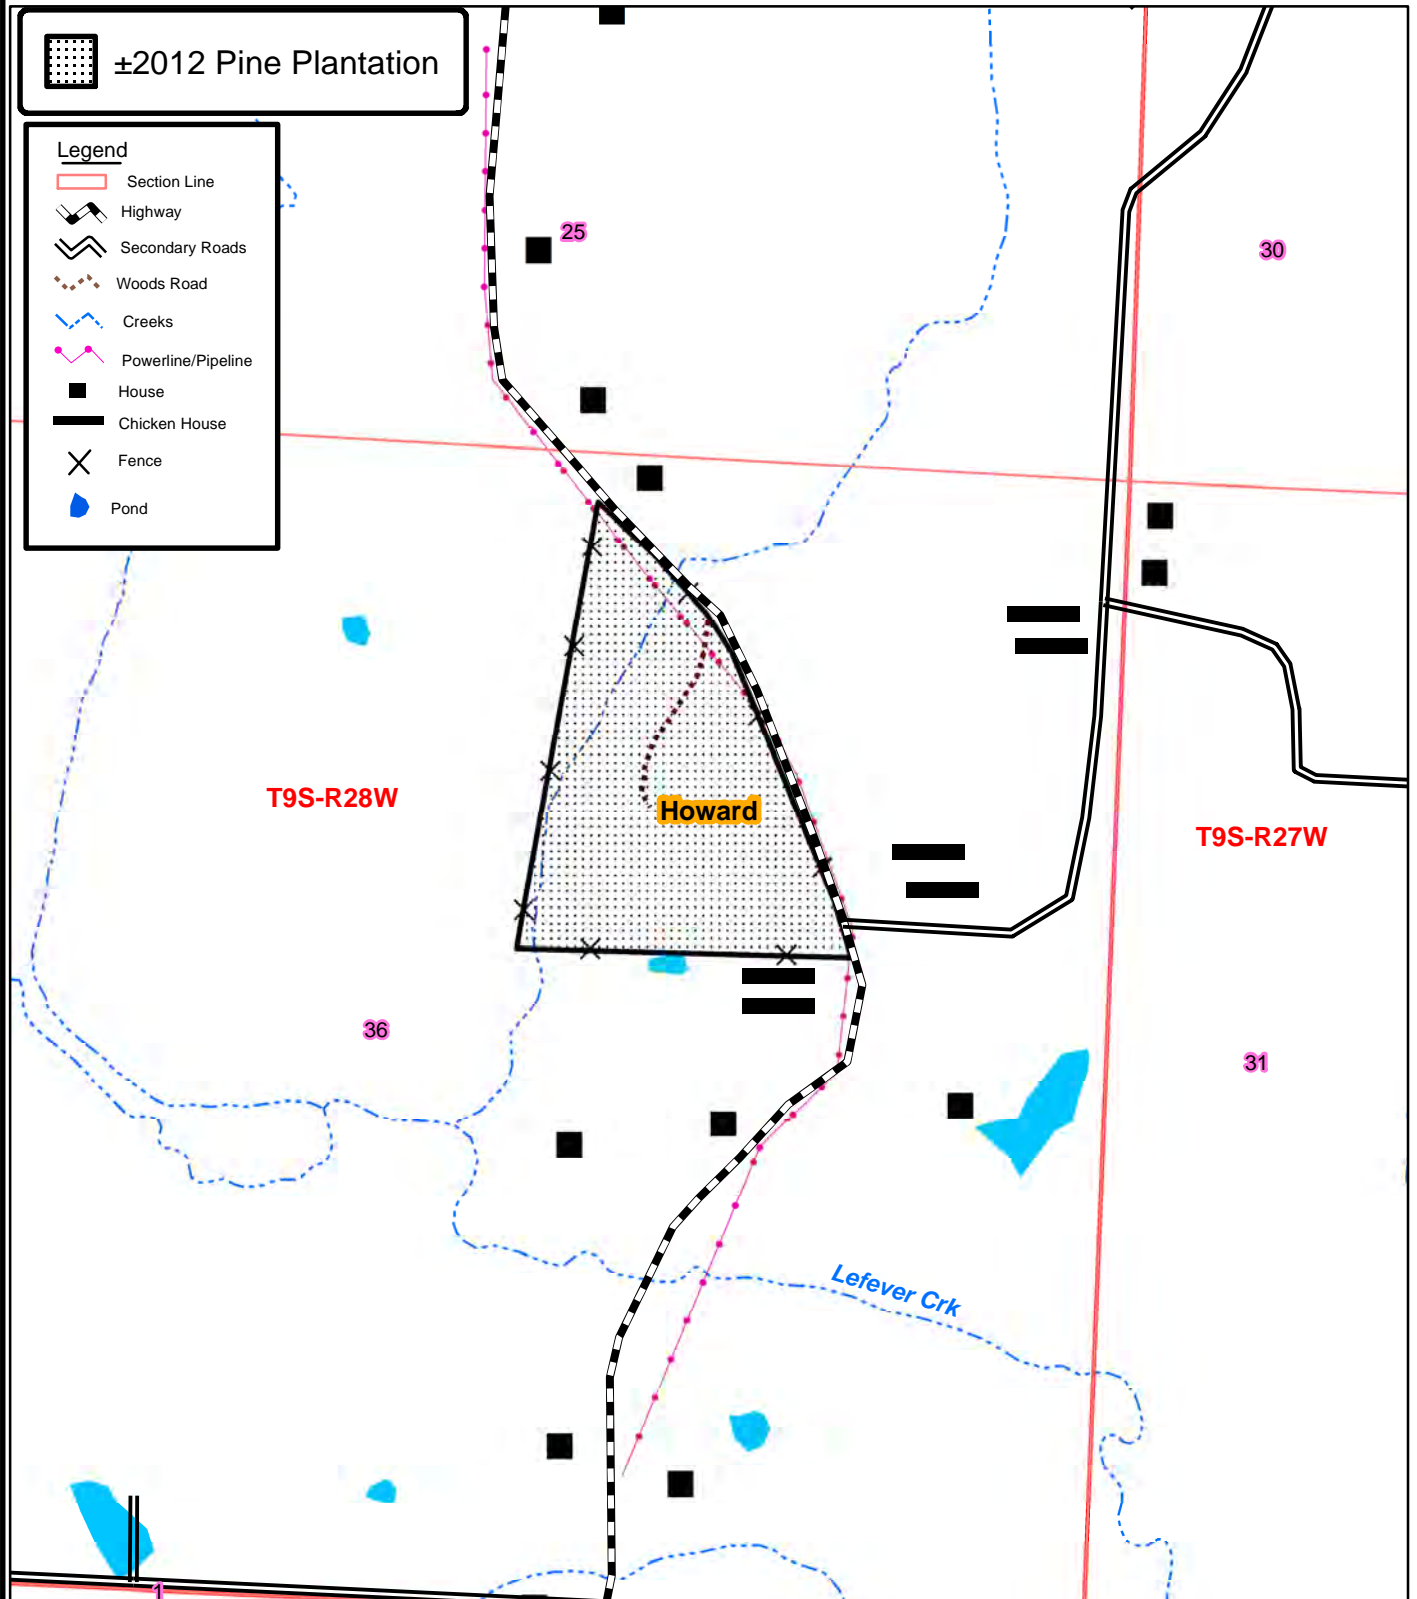 ±2012 Pine Plantation
Legend
Section Line
Highway
Secondary Roads
Woods Road
Creeks
Powerline/Pipeline
House
Chicken House
Fence
Pond
25
30
T9S-R28W
Howard
T9S-R27W
36
31
Lefever Crk
1